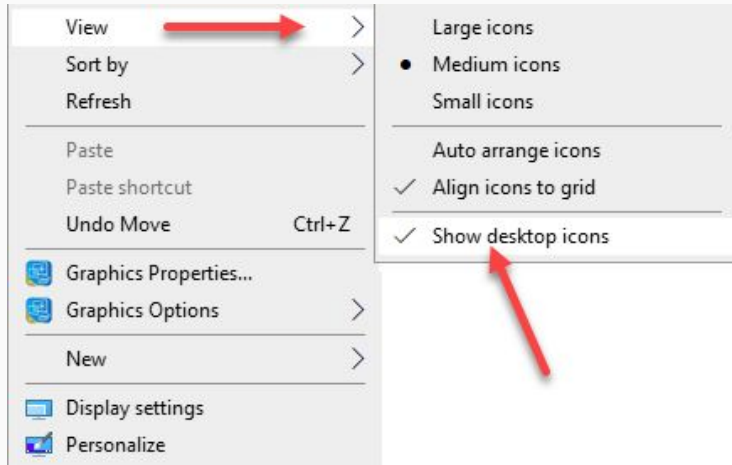 View
Sort by
Refresh
Paste
Paste shortcut
Undo Move Ctrl+Z
Graphics Properties...
Graphics Options
New
Display settings
Personalize
Large icons
Medium icons
Small icons
Auto arrange icons
Align icons to grid
Show desktop icons